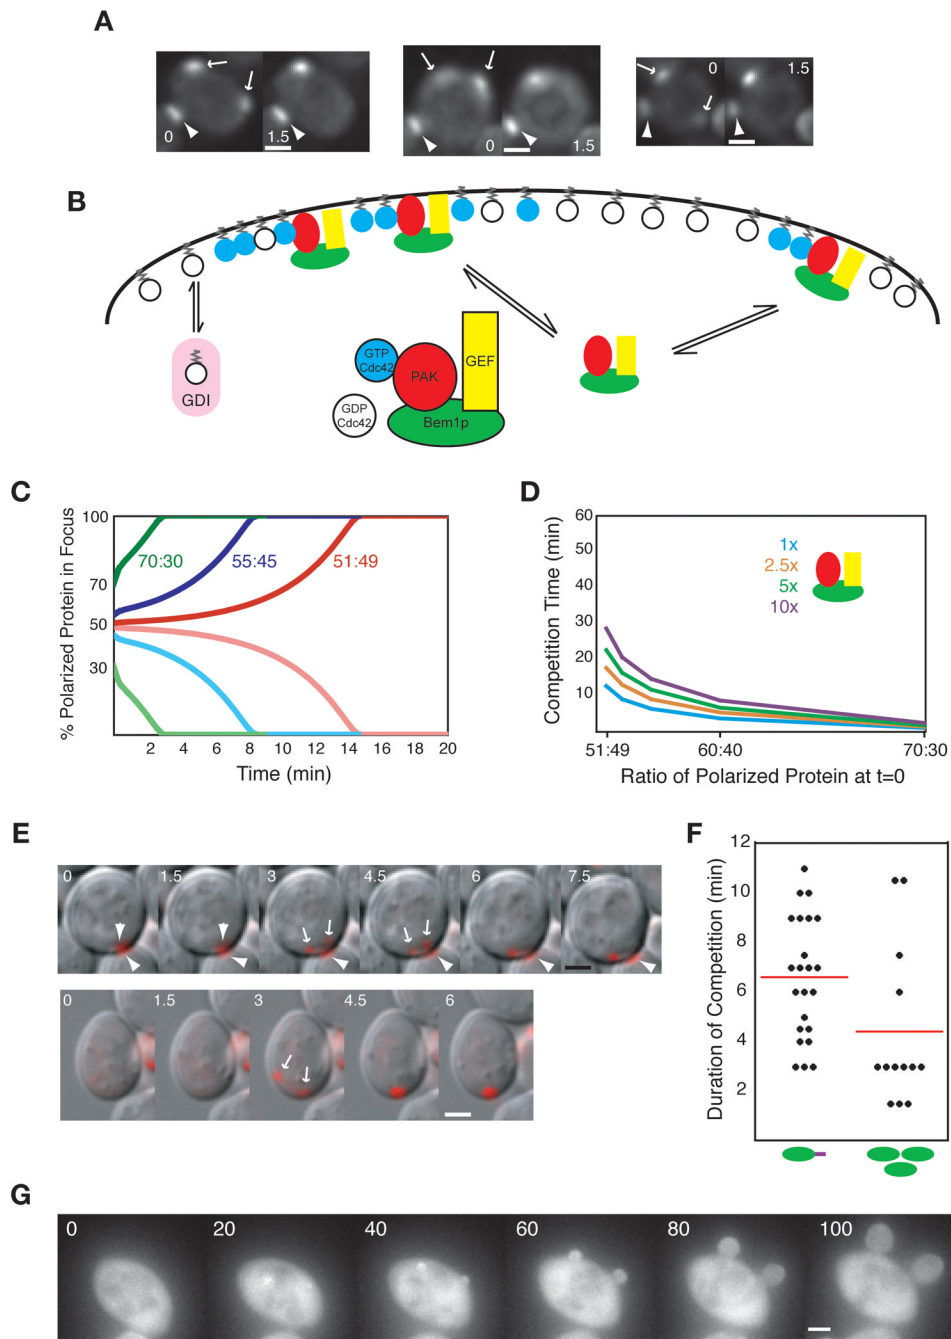 A
0
1.5
0
1.5
0
1.5
B
GDI
GTP
Cdc42
PAK
GEF
GDP
Cdc42
Bem1p
C
% Polarized Protein in Focus
100
70
50
30
70:30
55:45
51:49
2 4 6 8 10 12 14 16 18 20
Time (min)
D
Competition Time (min)
60
50
40
30
20
10
1x
2.5x
5x
10x
51:49 60:40 70:30
Ratio of Polarized Protein at t=0
E
0 1.5 3 4.5 6 7.5
0 1.5 3 4.5 6
F
Duration of Competition (min)
12
10
8
6
4
2
G
0 20 40 60 80 100